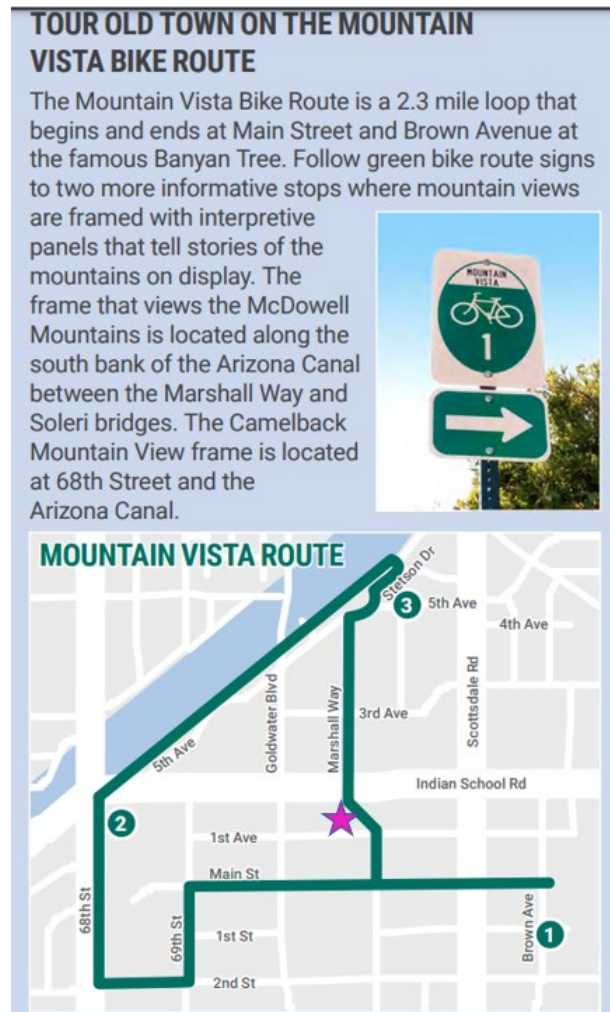 TOUR OLD TOWN ON THE MOUNTAIN
VISTA BIKE ROUTE
The Mountain Vista Bike Route is a 2.3 mile loop that
begins and ends at Main Street and Brown Avenue at
the famous Banyan Tree. Follow green bike route signs
to two more informative stops where mountain views
are framed with interpretive
panels that tell stories of the
mountains on display. The
frame that views the McDowell
Mountains is located along the
south bank of the Arizona Canal
between the Marshall Way and
Soleri bridges. The Camelback
Mountain View frame is located
at 68th Street and the
Arizona Canal.
MOUNTAIN
VISTA
1
MOUNTAIN VISTA ROUTE
Stetson Dr
3
5th Ave
4th Ave
Goldwater Blvd
Marshall Way
3rd Ave
Scottsdale Rd
5th Ave
Indian School Rd
2
1st Ave
Main St
68th St
69th St
1st St
Brown Ave
1
2nd St